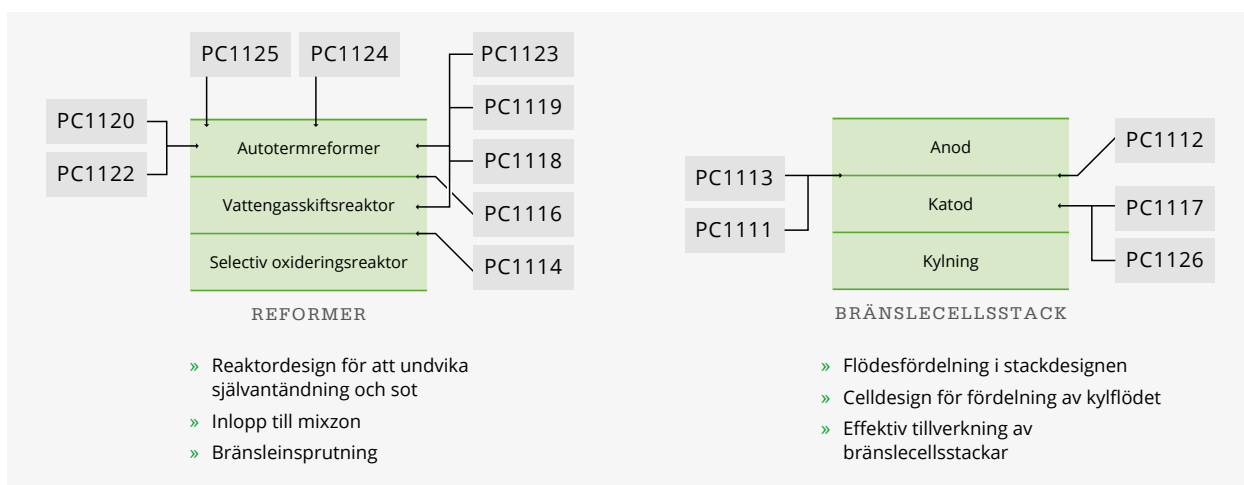 PC1125
PC1124
PC1123
PC1120
PC1119
PC1122
PC1118
PC1116
PC1114
Autotermreformer
Vattengasskiftsreaktor
Selectiv oxideringsreaktor
REFORMER
» Reaktordesign för att undvika
självantändning och sot
» Inlopp till mixzon
» Bränsleinsprutning
PC1113
PC1111
PC1112
PC1117
PC1126
Anod
Katod
Kylning
BRÄNSLECELLSSTACK
» Flödesfördelning i stackdesignen
» Celldesign för fördelning av kylflödet
» Effektiv tillverkning av
bränslecellsstackar